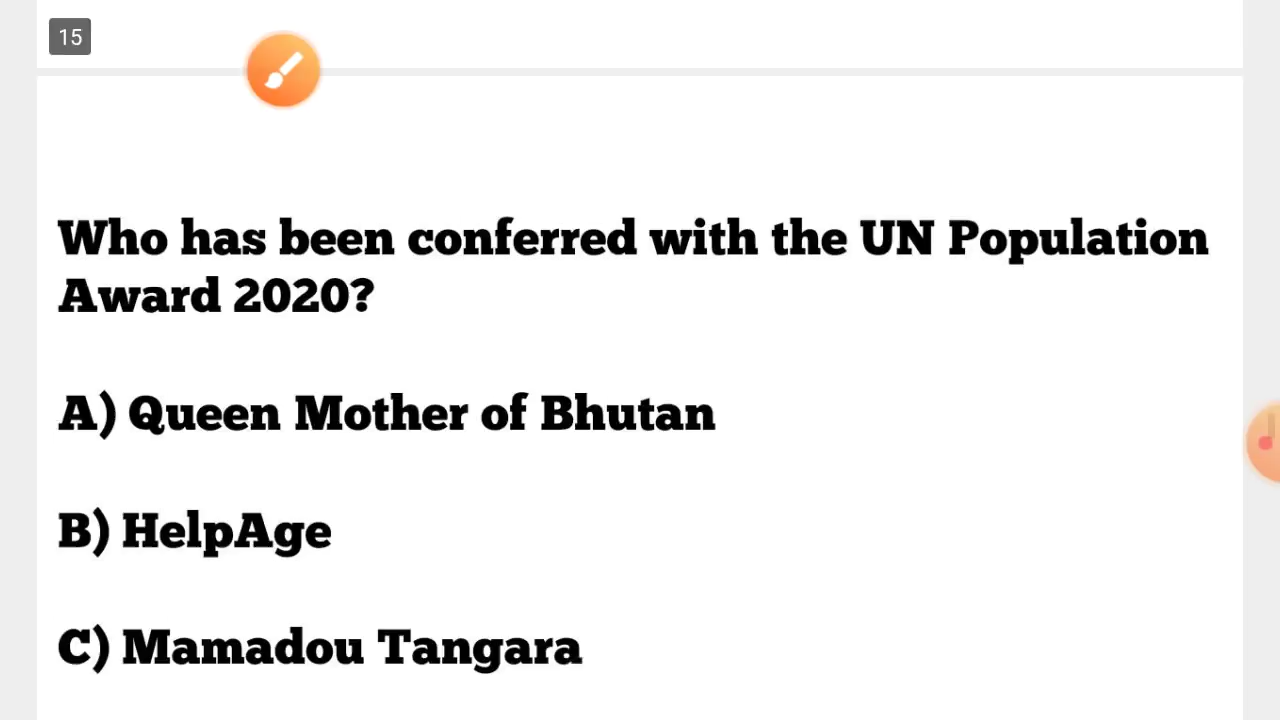 15
Who has been conferred with the UN Population
Award 2020?
A) Queen Mother of Bhutan
B) HelpAge
C) Mamadou Tangara